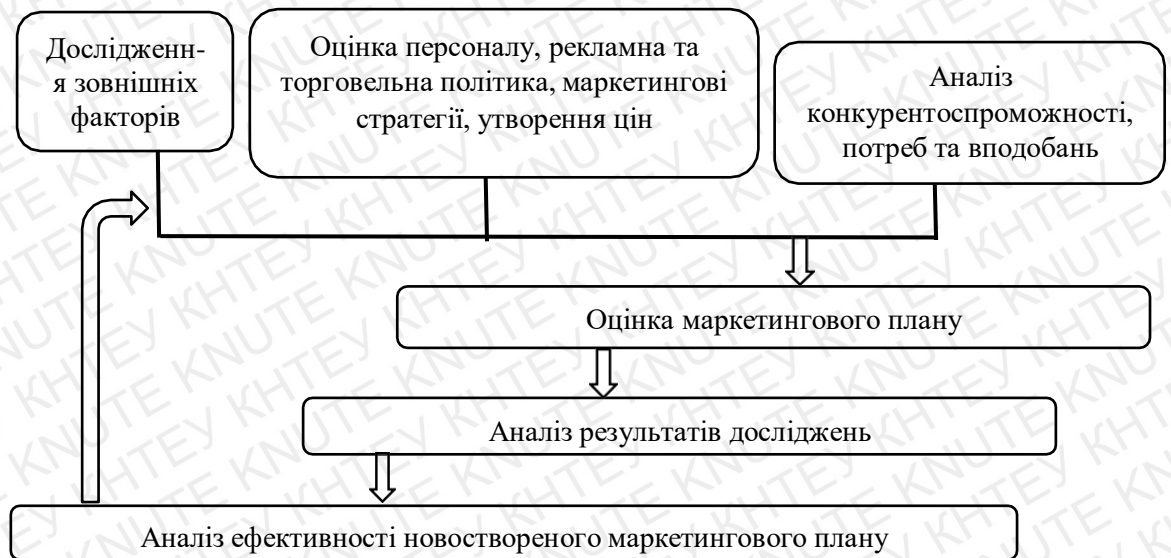 Дослідженн-
я зовнішніх
факторів
Оцінка персоналу, рекламна та
торговельна політика, маркетингові
стратегії, утворення цін
Аналіз
конкурентоспроможності,
потреб та вподобань
Оцінка маркетингового плану
Аналіз результатів досліджень
Аналіз ефективності новоствореного маркетингового плану